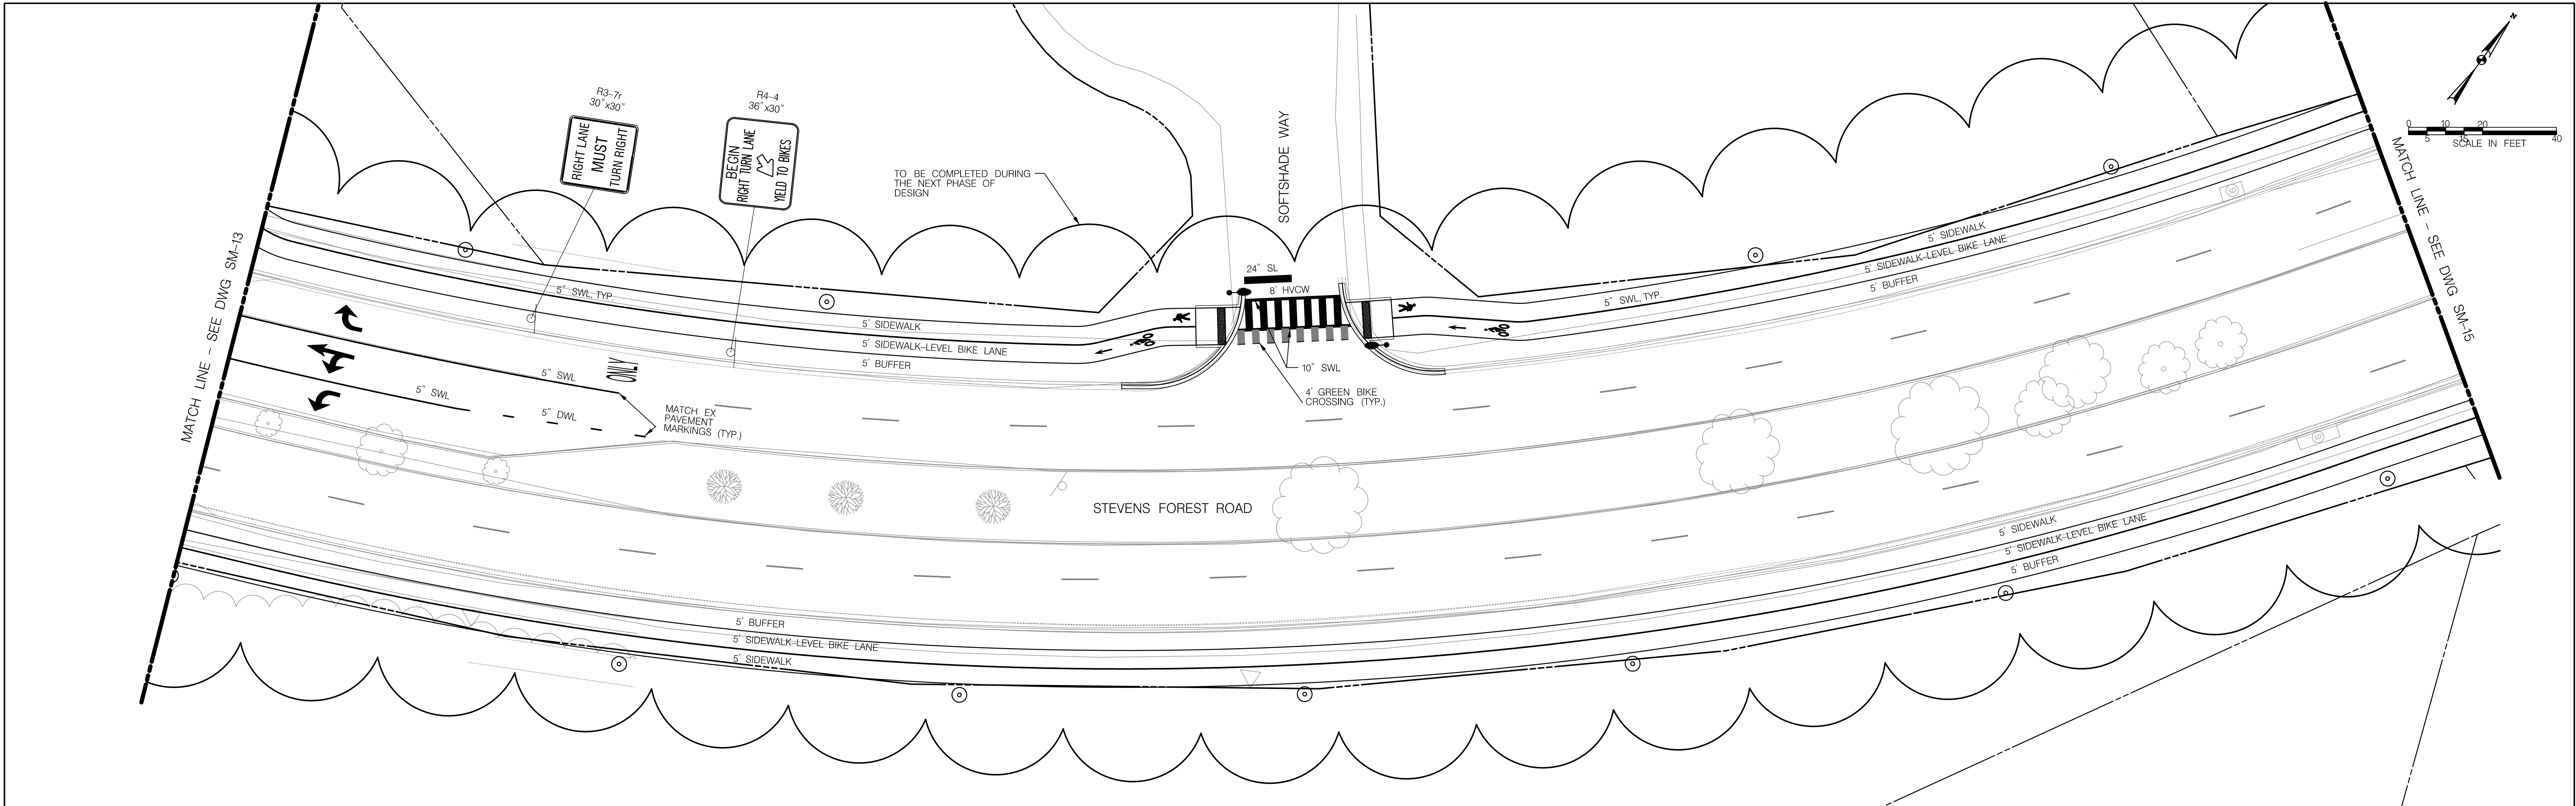 R3-7r
30"x30"
RIGHT LANE
MUST
TURN RIGHT
R4-4
36"x30"
BEGIN
RIGHT TURN LANE
YIELD TO BIKES
TO BE COMPLETED DURING
THE NEXT PHASE OF
DESIGN
SOFTSHADE WAY
N
0 10 20
5 15 40
SCALE IN FEET
MATCH LINE - SEE DWG SM-13
MATCH LINE - SEE DWG SM-15
5" SWL, TYP.
5' SIDEWALK
5' SIDEWALK-LEVEL BIKE LANE
5' BUFFER
24" SL
8' HVCW
10" SWL
4' GREEN BIKE
CROSSING (TYP.)
5" SWL, TYP.
5' SIDEWALK
5' SIDEWALK-LEVEL BIKE LANE
5' BUFFER
SD
5" SWL
5" SWL
5" DWL
ONLY
MATCH EX
PAVEMENT
MARKINGS (TYP.)
STEVENS FOREST ROAD
SD
5' SIDEWALK
5' SIDEWALK-LEVEL BIKE LANE
5' BUFFER
5' BUFFER
5' SIDEWALK-LEVEL BIKE LANE
5' SIDEWALK